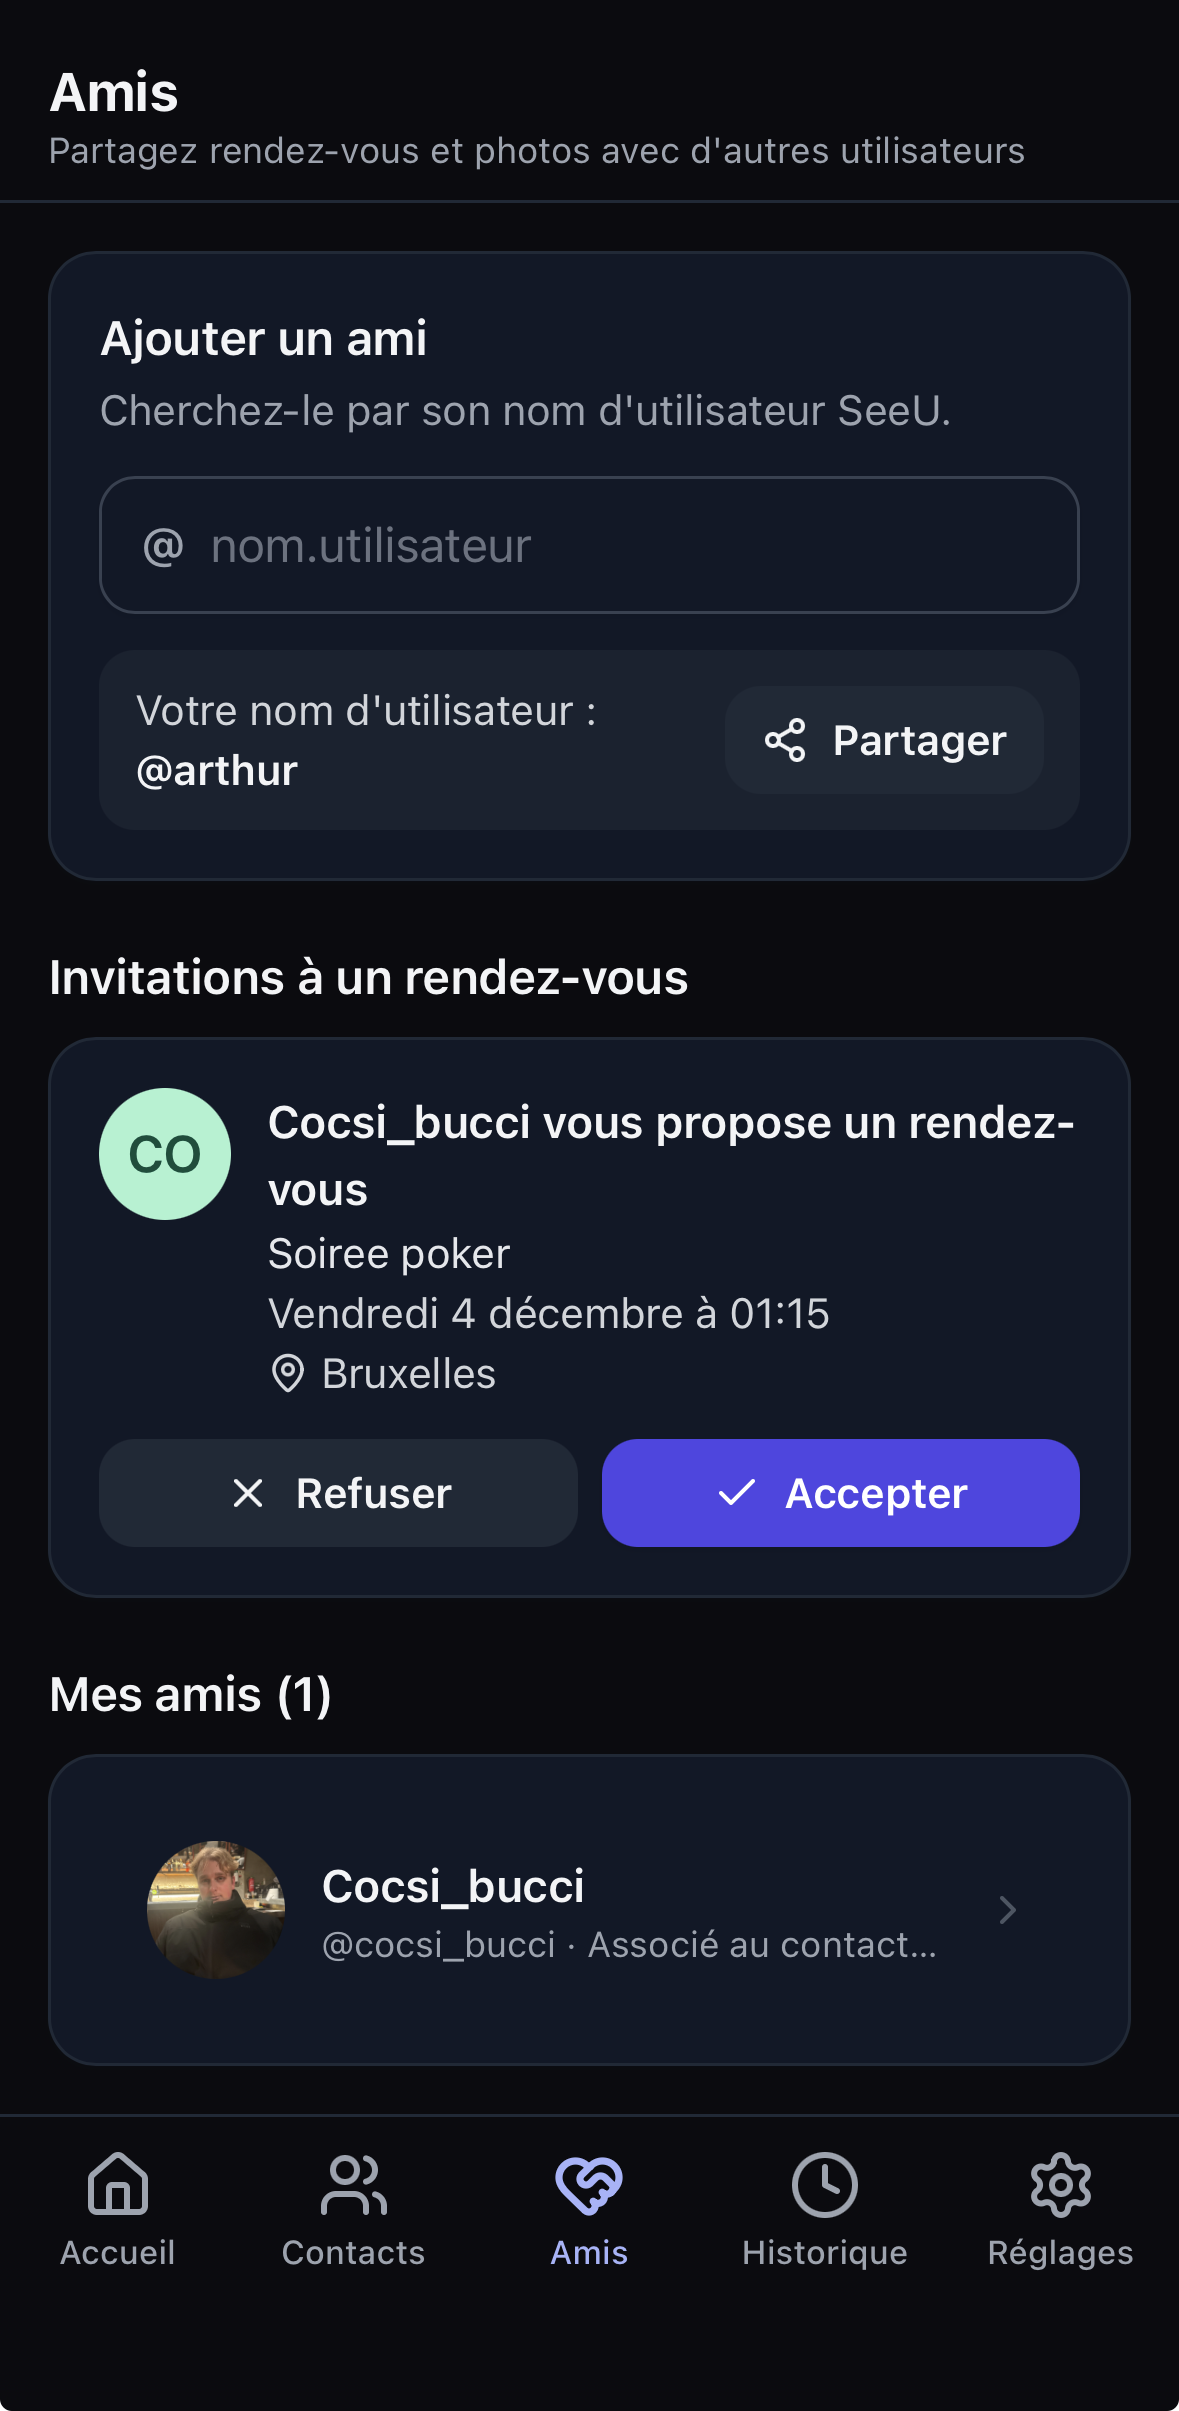 Amis
Partagez rendez-vous et photos avec d'autres utilisateurs
Ajouter un ami
Cherchez-le par son nom d'utilisateur SeeU.
@ nom.utilisateur
Votre nom d'utilisateur :
@arthur
Partager
Invitations à un rendez-vous
CO
Cocsi_bucci vous propose un rendez-
vous
Soiree poker
Vendredi 4 décembre à 01:15
Bruxelles
Refuser
Accepter
Mes amis (1)
Cocsi_bucci
@cocsi_bucci · Associé au contact...
Accueil
Contacts
Amis
Historique
Réglages